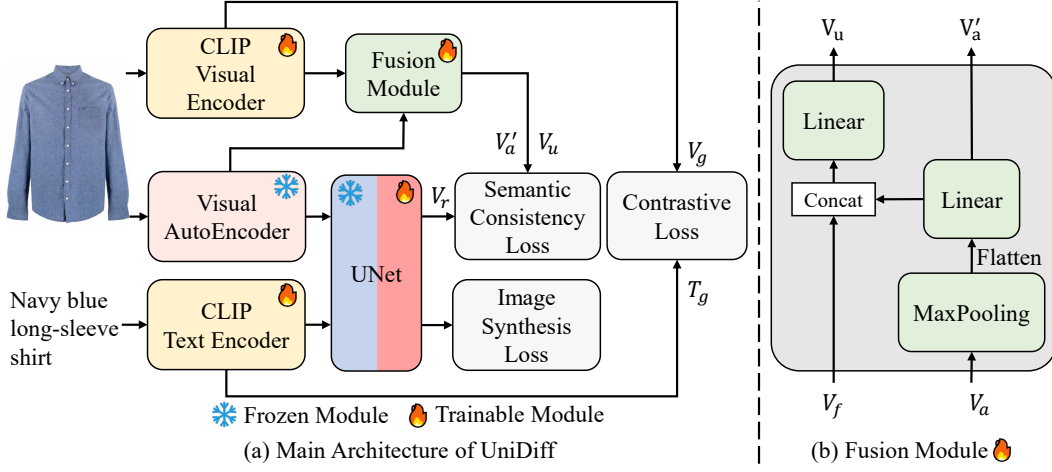 CLIP
Visual
Encoder
Fusion
Module
V'a
Vu
Vg
Visual
AutoEncoder
UNet
Vr
Semantic
Consistency
Loss
Contrastive
Loss
Navy blue
long-sleeve
shirt
CLIP
Text Encoder
Image
Synthesis
Loss
Tg
Frozen Module
Trainable Module
(a) Main Architecture of UniDiff
Vu
V'a
Linear
Concat
Linear
Flatten
MaxPooling
Vf
Va
(b) Fusion Module